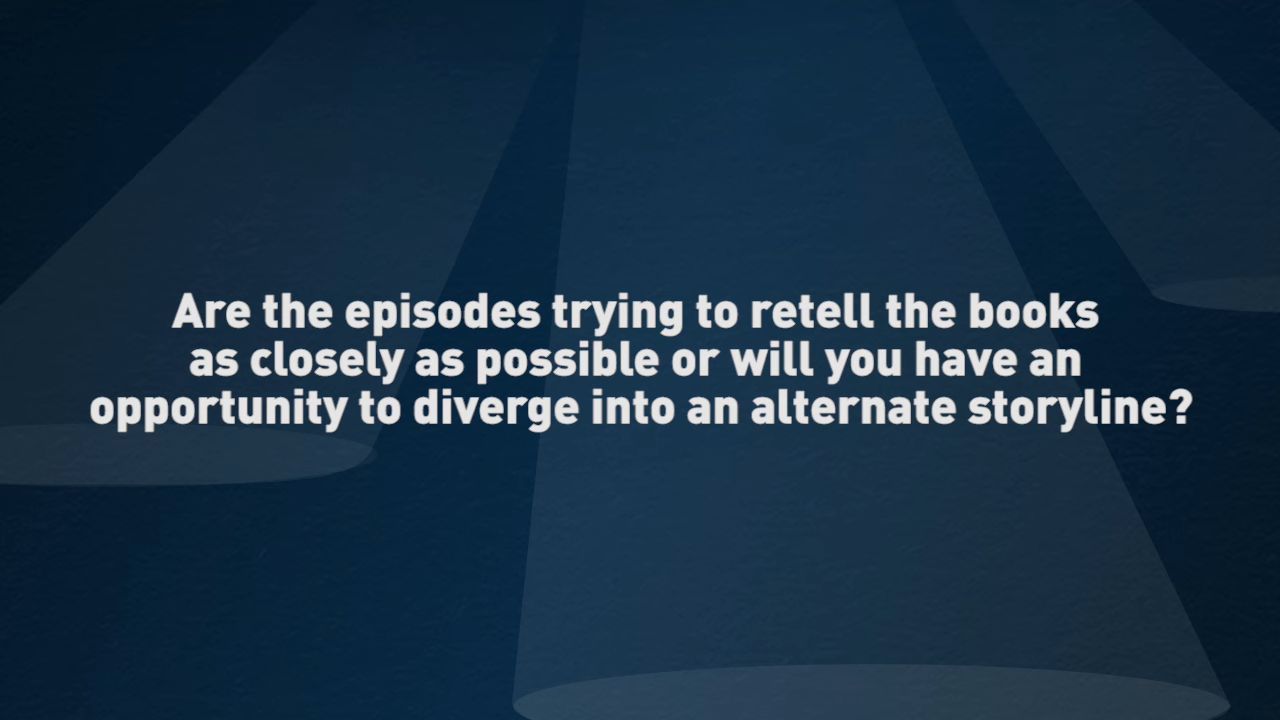 Are the episodes trying to retell the books
as closely as possible or will you have an
opportunity to diverge into an alternate storyline?